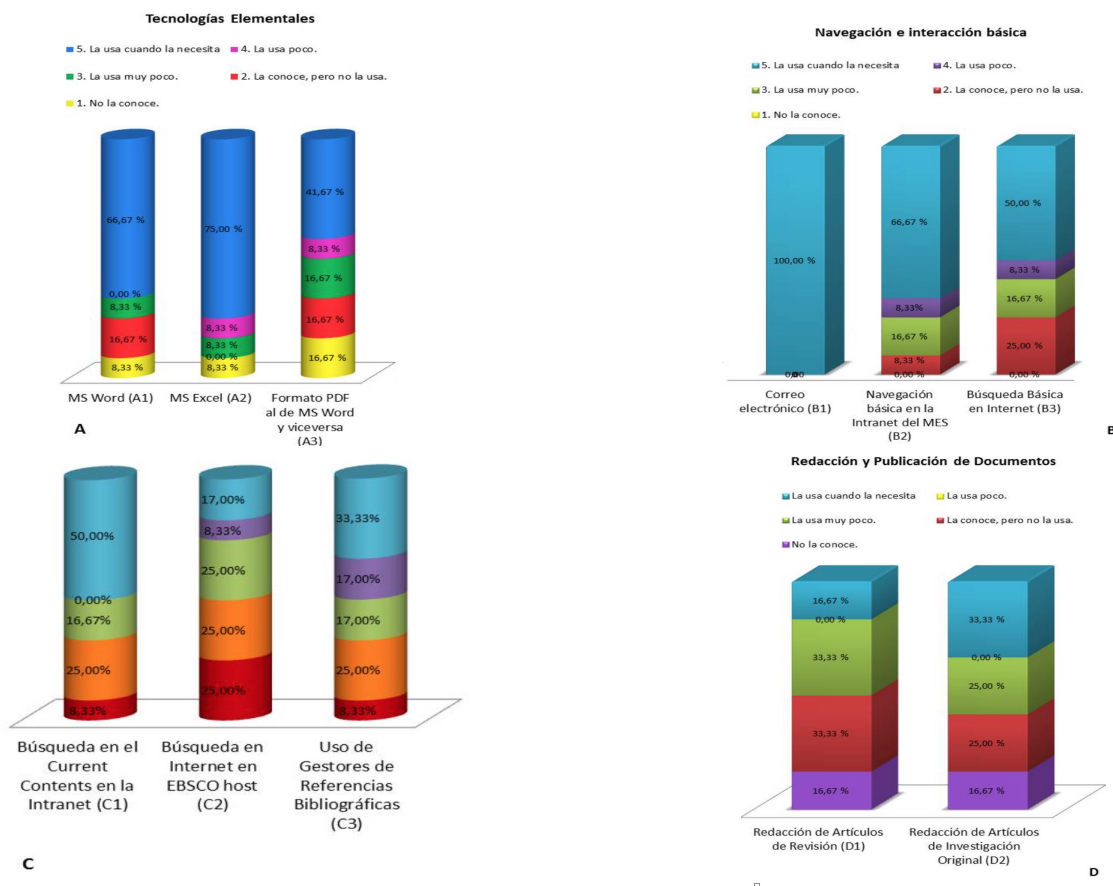 Tecnologías Elementales
5. La usa cuando la necesita 4. La usa poco.
3. La usa muy poco. 2. La conoce, pero no la usa.
1. No la conoce.
66,67 %
0,00 %
8,33 %
16,67 %
8,33 %
75,00 %
8,33 %
8,33 %
0,00 %
8,33 %
41,67 %
8,33 %
16,67 %
16,67 %
16,67 %
MS Word (A1)
MS Excel (A2)
Formato PDF
al de MS Word
y viceversa
(A3)
A
Navegación e interacción básica
5. La usa cuando la necesita 4. La usa poco.
3. La usa muy poco. 2. La conoce, pero no la usa.
1. No la conoce.
100,00 %
66,67 %
8,33%
16,67 %
8,33 %
0,00 %
50,00 %
8,33 %
16,67 %
25,00 %
0,00 %
Correo
electrónico (B1)
Navegación
básica en la
Intranet del MES
(B2)
Búsqueda Básica
en Internet (B3)
50,00%
0,00%
16,67%
25,00%
8,33%
17,00%
8,33%
25,00%
25,00%
25,00%
33,33%
17,00%
17,00%
25,00%
8,33%
Búsqueda en el
Current
Contents en la
Intranet (C1)
Búsqueda en
Internet en
EBSCO host
(C2)
Uso de
Gestores de
Referencias
Bibliográficas
(C3)
C
Redacción y Publicación de Documentos
La usa cuando la necesita La usa poco.
La usa muy poco. La conoce, pero no la usa.
No la conoce.
16,67 %
0,00 %
33,33 %
33,33 %
16,67 %
33,33 %
0,00 %
25,00 %
25,00 %
16,67 %
Redacción de Artículos
de Revisión (D1)
Redacción de Artículos
de Investigación
Original (D2)
D